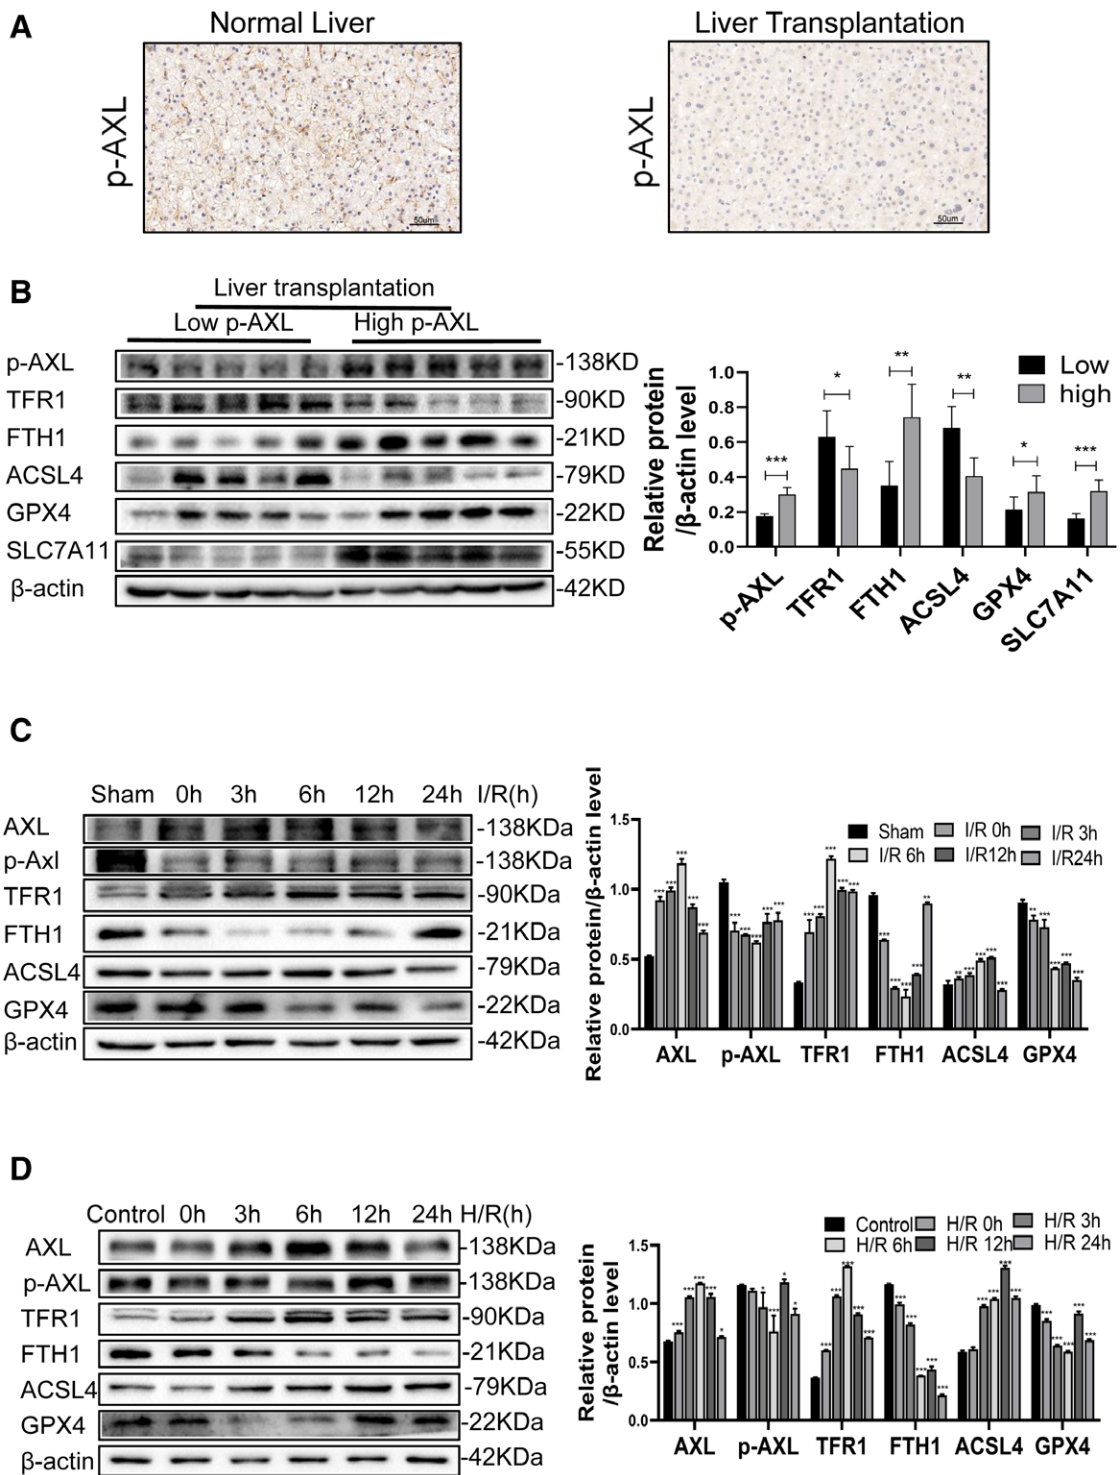 A
Normal Liver
Liver Transplantation
p-AXL
50um
p-AXL
50um
B
Liver transplantation
Low p-AXL High p-AXL
p-AXL -138KD
TFR1 -90KD
FTH1 -21KD
ACSL4 -79KD
GPX4 -22KD
SLC7A11 -55KD
β-actin -42KD
Relative protein
/β-actin level
1.0
0.8
0.6
0.4
0.2
0.0
Low
high
*** * ** ** * ***
p-AXL TFR1 FTH1 ACSL4 GPX4 SLC7A11
C
Sham 0h 3h 6h 12h 24h I/R(h)
AXL -138KDa
p-Axl -138KDa
TFR1 -90KDa
FTH1 -21KDa
ACSL4 -79KDa
GPX4 -22KDa
β-actin -42KDa
Relative protein/β-actin level
1.5
1.0
0.5
0.0
Sham I/R 0h I/R 3h
I/R 6h I/R12h I/R24h
AXL p-AXL TFR1 FTH1 ACSL4 GPX4
D
Control 0h 3h 6h 12h 24h H/R(h)
AXL -138KDa
p-AXL -138KDa
TFR1 -90KDa
FTH1 -21KDa
ACSL4 -79KDa
GPX4 -22KDa
β-actin -42KDa
Relative protein
/β-actin level
1.5
1.0
0.5
0.0
Control H/R 0h H/R 3h
H/R 6h H/R 12h H/R 24h
AXL p-AXL TFR1 FTH1 ACSL4 GPX4